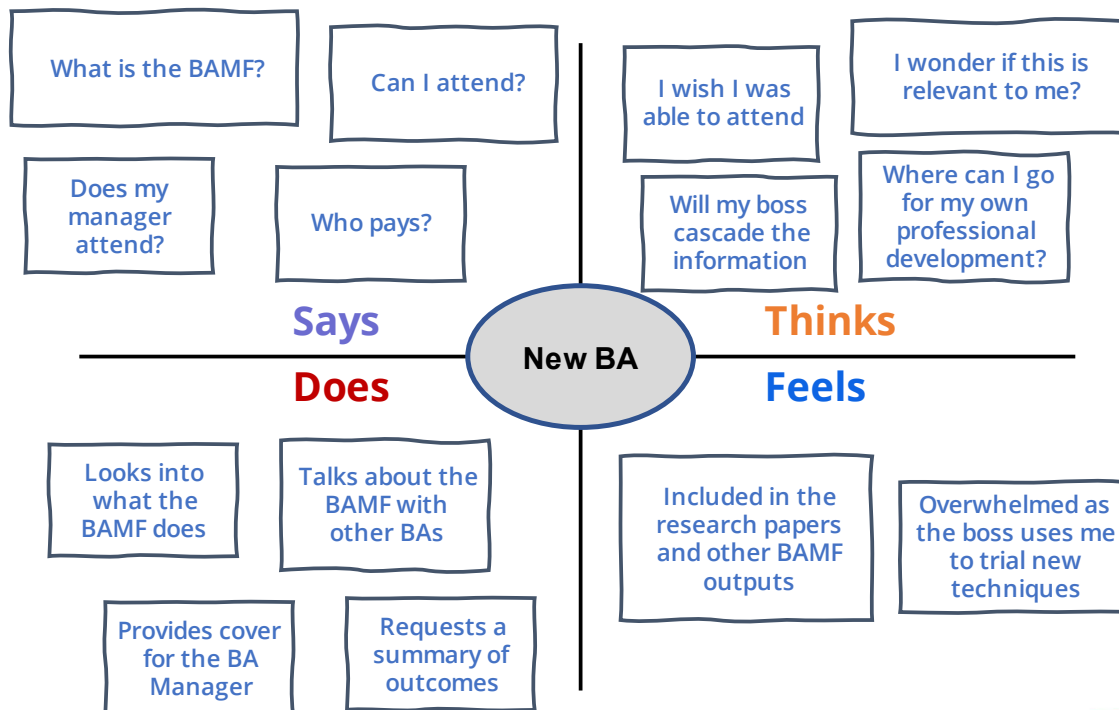 What is the BAMF?
Can I attend?
Does my
manager
attend?
Who pays?
Says
I wish I was
able to attend
I wonder if this is
relevant to me?
Will my boss
cascade the
information
Where can I go
for my own
professional
development?
Thinks
New BA
Does
Looks into
what the
BAMF does
Talks about the
BAMF with
other BAs
Provides cover
for the BA
Manager
Requests a
summary of
outcomes
Feels
Included in the
research papers
and other BAMF
outputs
Overwhelmed as
the boss uses me
to trial new
techniques